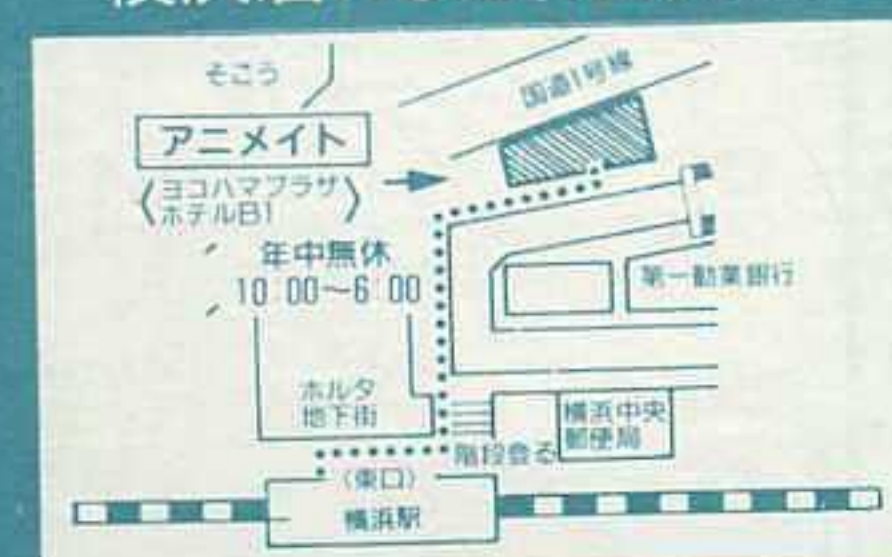 そごう
国道1号線
アニメイト
ヨコハマプラザ
ホテルB1
年中無休
10:00〜6:00
第一勧業銀行
ポルタ
地下街
横浜中央
郵便局
階段登る
(東口)
横浜駅